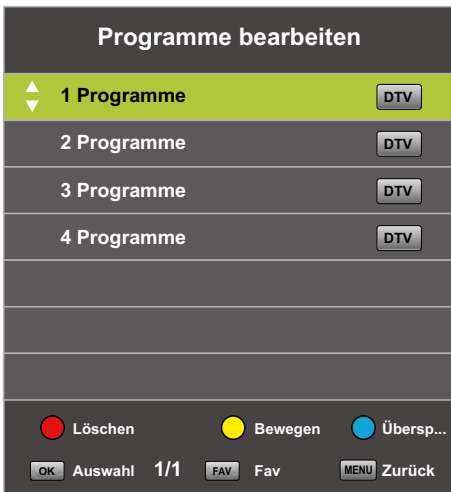 Programme bearbeiten
1 Programme DTV
2 Programme DTV
3 Programme DTV
4 Programme DTV
Löschen Bewegen Übersp...
OK Auswahl 1/1 FAV Fav MENU Zurück